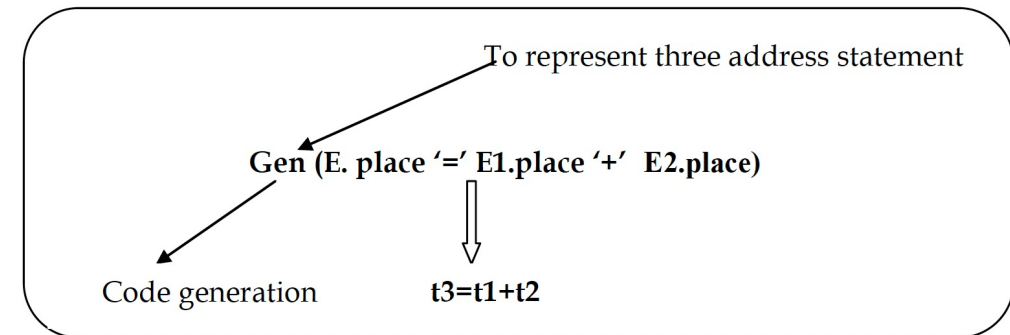 To represent three address statement
Gen (E. place ‘=’ E1.place ‘+’ E2.place)
Code generation
t3=t1+t2